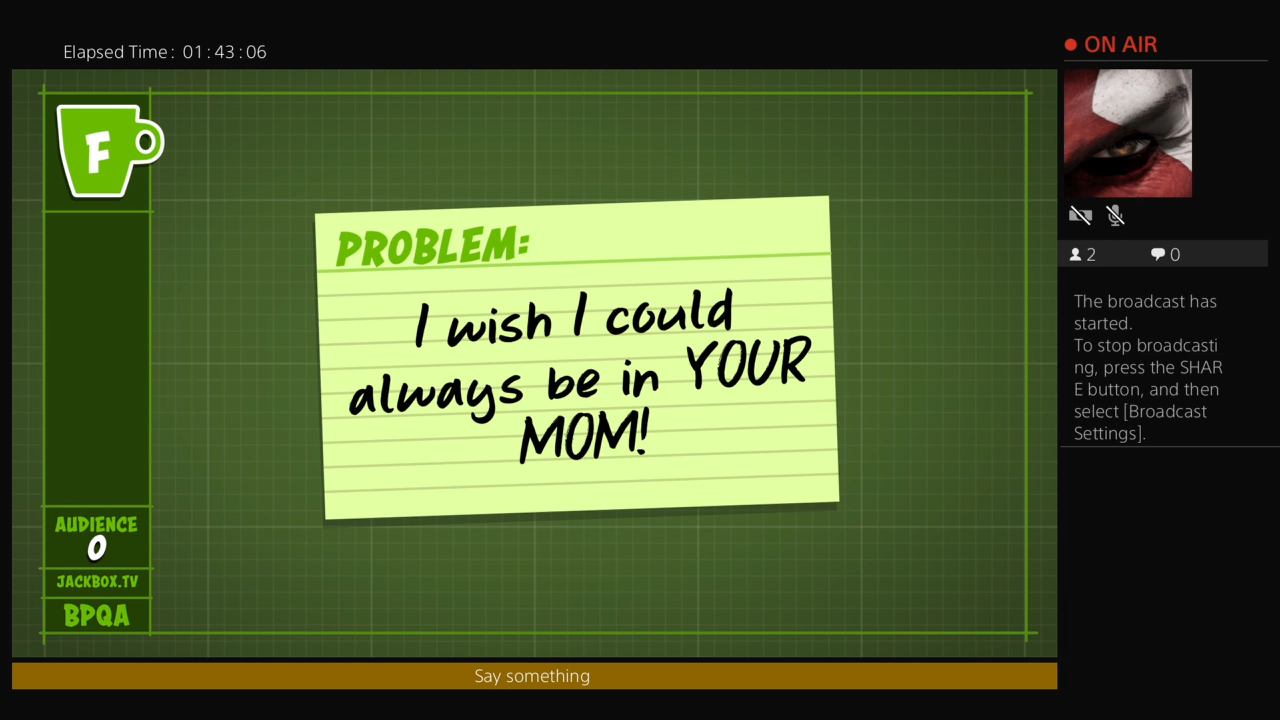 Elapsed Time: 01:43:06
ON AIR
F
PROBLEM:
I wish I could
always be in YOUR
MOM!
2
0
The broadcast has
started.
To stop broadcasti
ng, press the SHAR
E button, and then
select [Broadcast
Settings].
AUDIENCE
0
JACKBOX.TV
BPQA
Say something